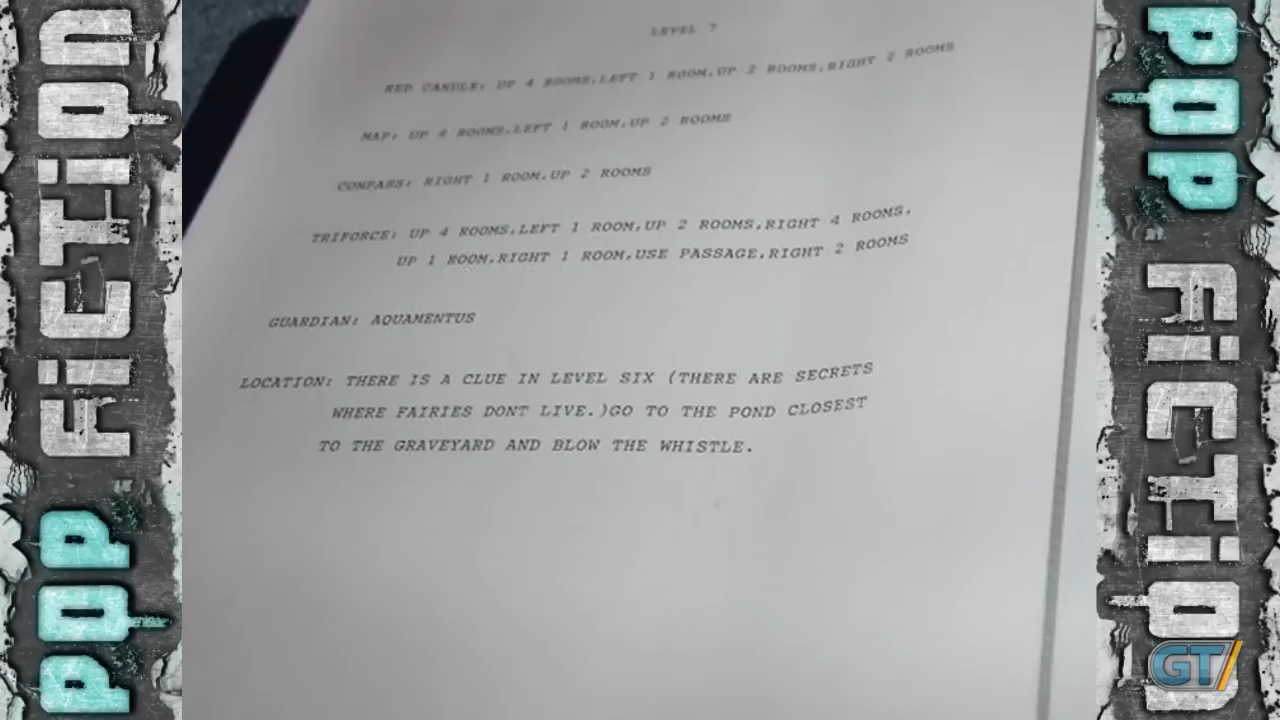 LEVEL 7
RED CANDLE: UP 4 ROOMS,LEFT 1 ROOM,UP 2 ROOMS,RIGHT 2 ROOMS
MAP: UP 4 ROOMS,LEFT 1 ROOM,UP 2 ROOMS
COMPASS: RIGHT 1 ROOM,UP 2 ROOMS
TRIFORCE: UP 4 ROOMS,LEFT 1 ROOM,UP 2 ROOMS,RIGHT 4 ROOMS,
UP 1 ROOM,RIGHT 1 ROOM,USE PASSAGE,RIGHT 2 ROOMS
GUARDIAN: AQUAMENTUS
LOCATION: THERE IS A CLUE IN LEVEL SIX (THERE ARE SECRETS
WHERE FAIRIES DONT LIVE.)GO TO THE POND CLOSEST
TO THE GRAVEYARD AND BLOW THE WHISTLE.
POP FICTION
POP FICTION
GT